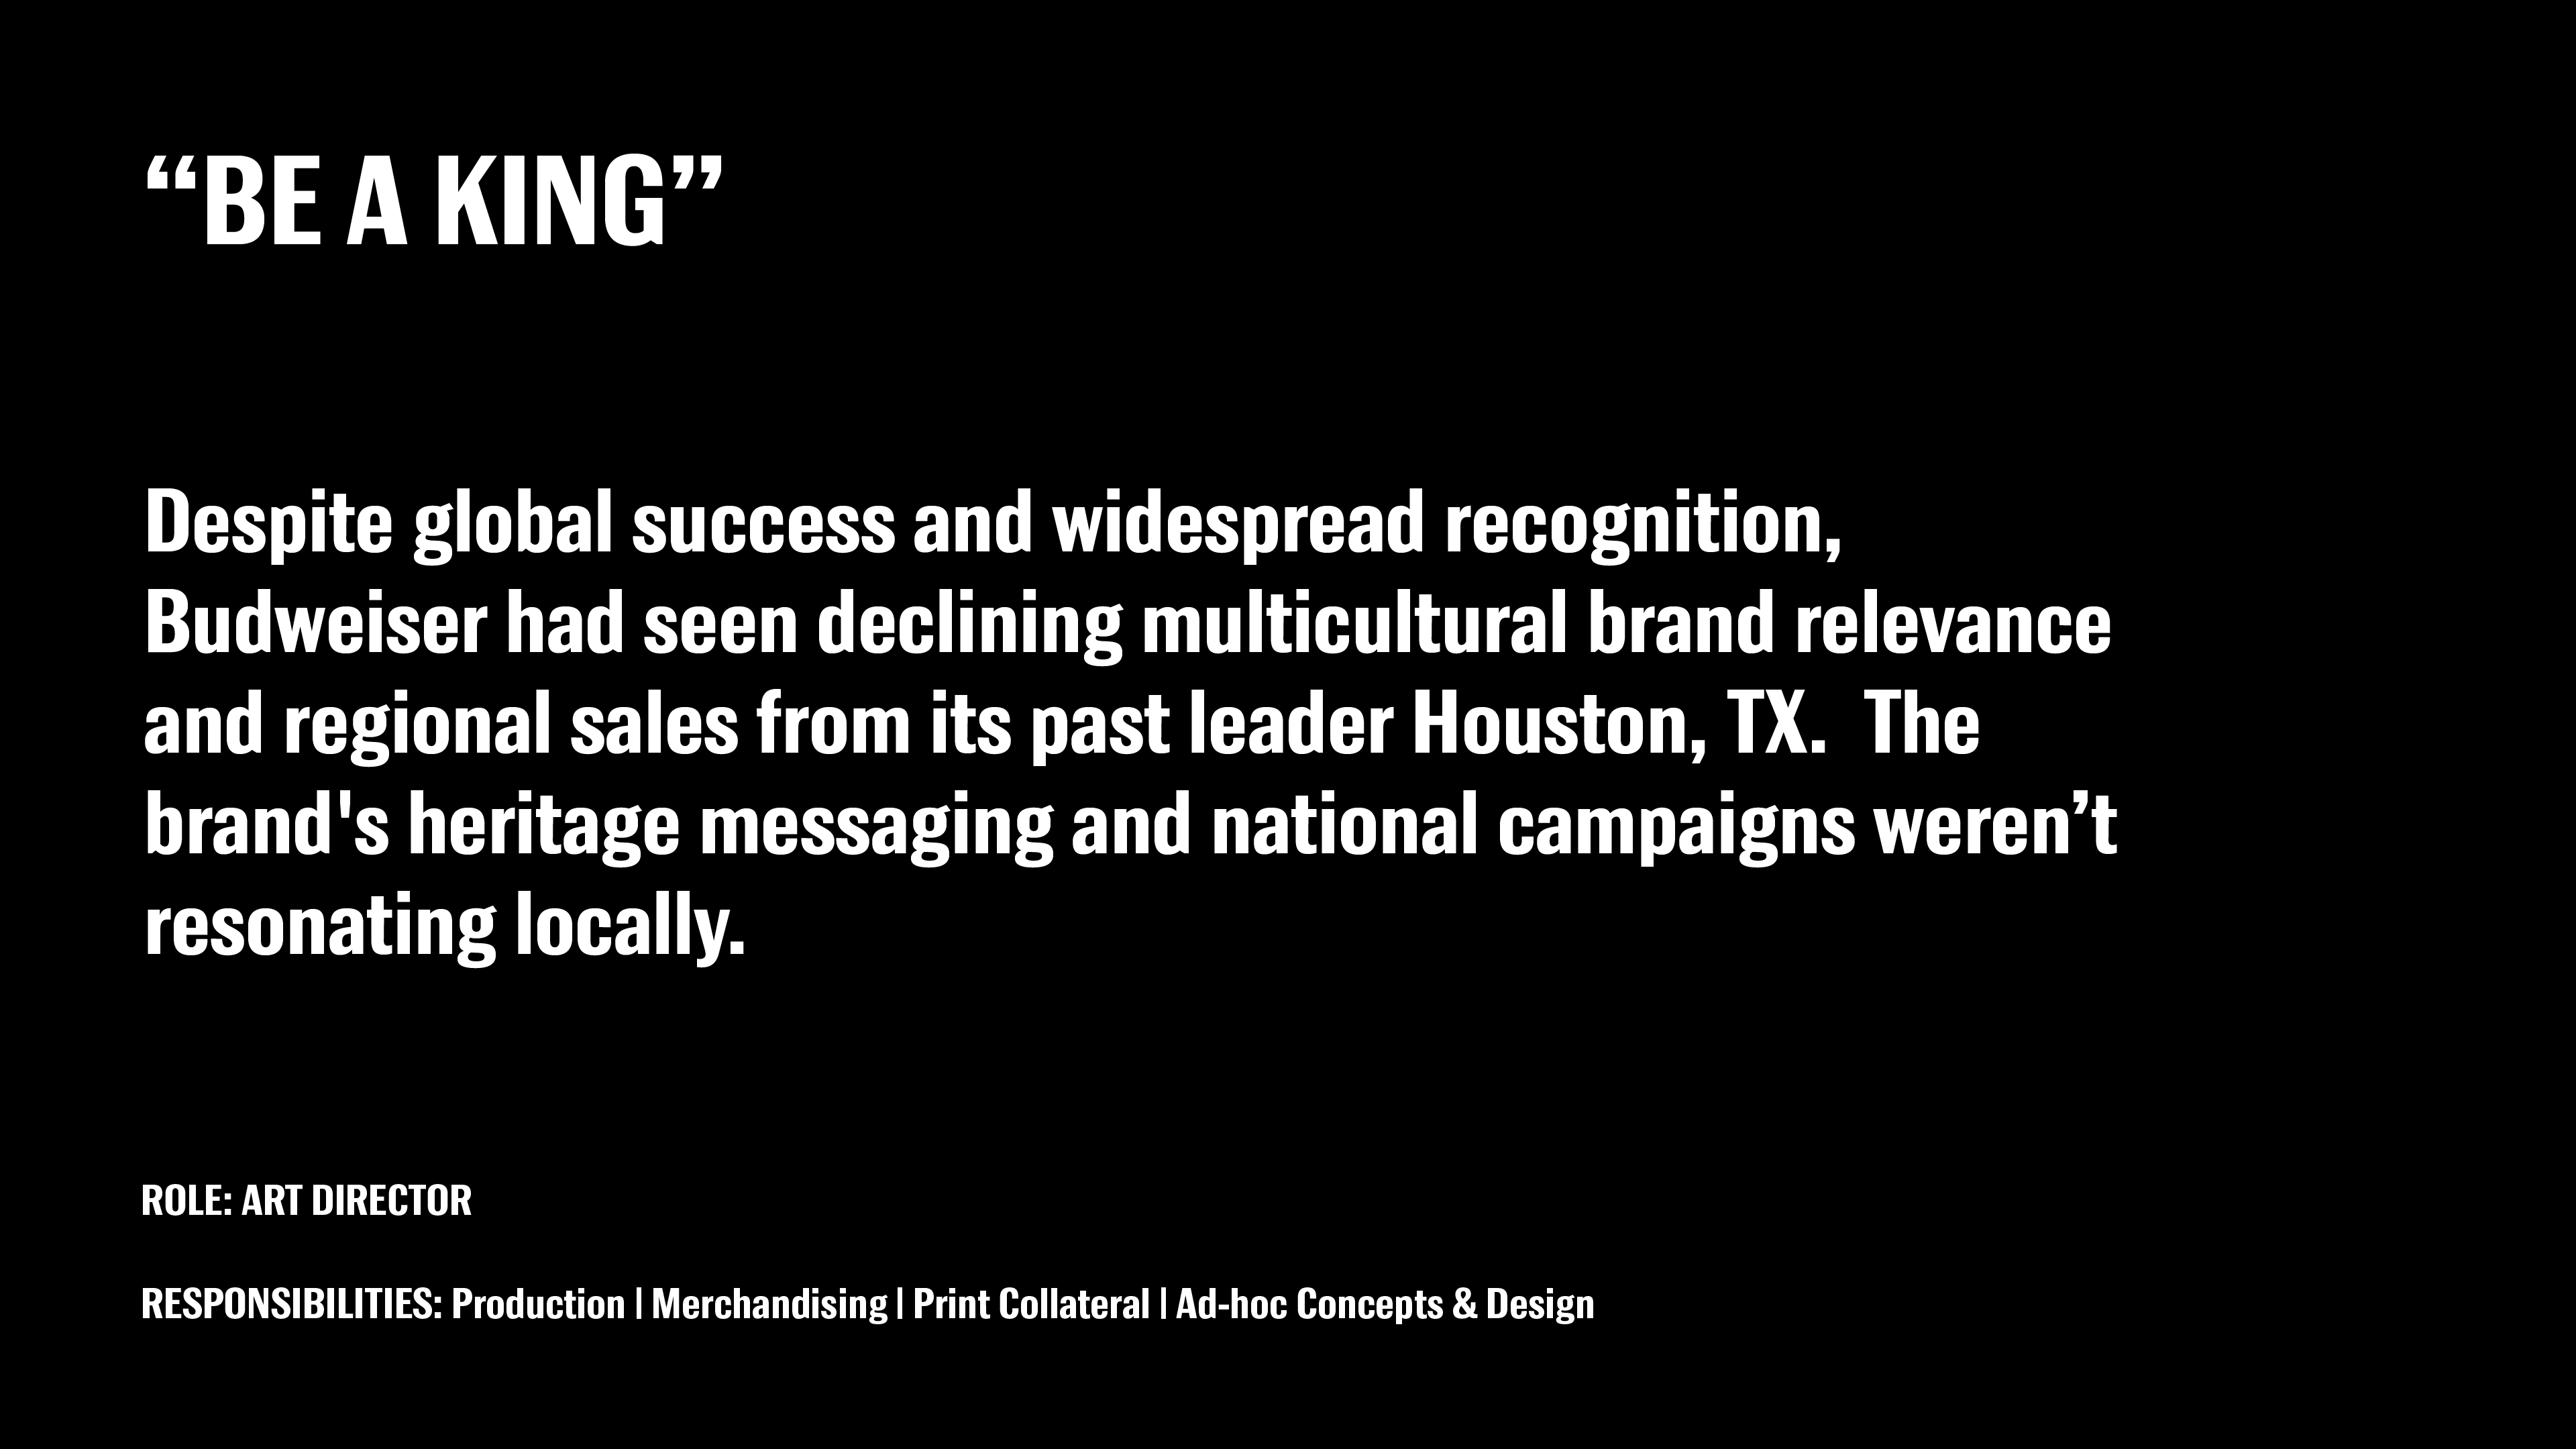 “BE A KING”
Despite global success and widespread recognition,
Budweiser had seen declining multicultural brand relevance
and regional sales from its past leader Houston, TX.  The
brand's heritage messaging and national campaigns weren’t
resonating locally.
ROLE: ART DIRECTOR
RESPONSIBILITIES: Production | Merchandising | Print Collateral | Ad-hoc Concepts & Design